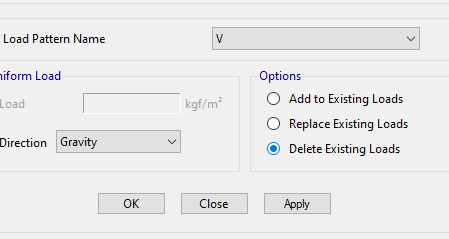 Load Pattern Name V
niform Load
Load kgf/m²
Direction Gravity
Options
Add to Existing Loads
Replace Existing Loads
Delete Existing Loads
OK Close Apply